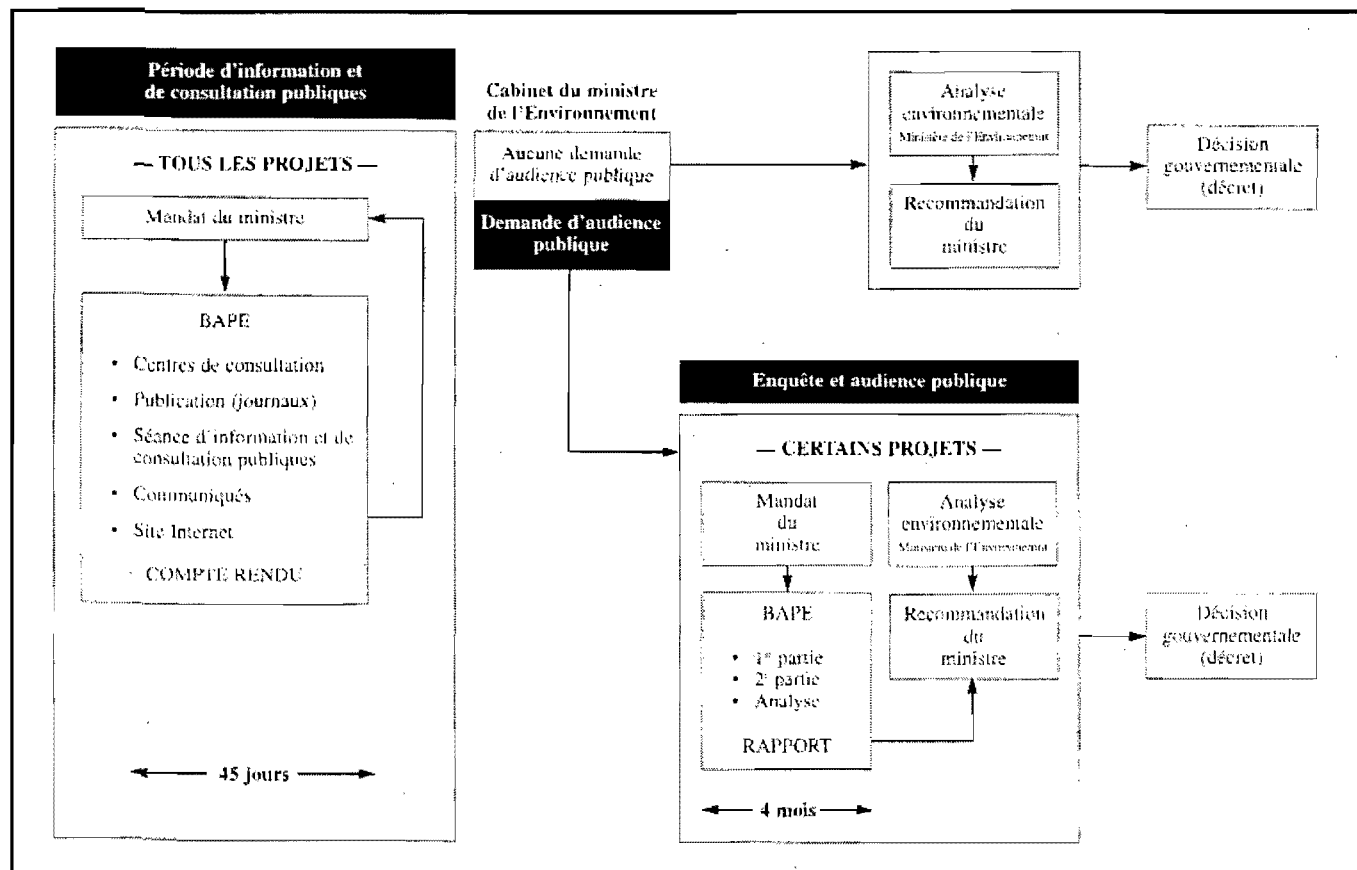 Période d'information et
de consultation publiques
— TOUS LES PROJETS —
Mandat du ministre
BAPE
• Centres de consultation
• Publication (journaux)
• Séance d'information et de
consultation publiques
• Communiqués
• Site Internet
COMPTE RENDU
45 jours
Cabinet du ministre
de l'Environnement
Aucune demande
d'audience publique
Demande d'audience
publique
Analyse
environnementale
Ministère de l'Environnement
Recommandation
du
ministre
Décision
gouvernementale
(décret)
Enquête et audience publique
— CERTAINS PROJETS —
Mandat
du
ministre
BAPE
• 1re partie
• 2e partie
• Analyse
RAPPORT
4 mois
Analyse
environnementale
Ministère de l'Environnement
Recommandation
du
ministre
Décision
gouvernementale
(décret)